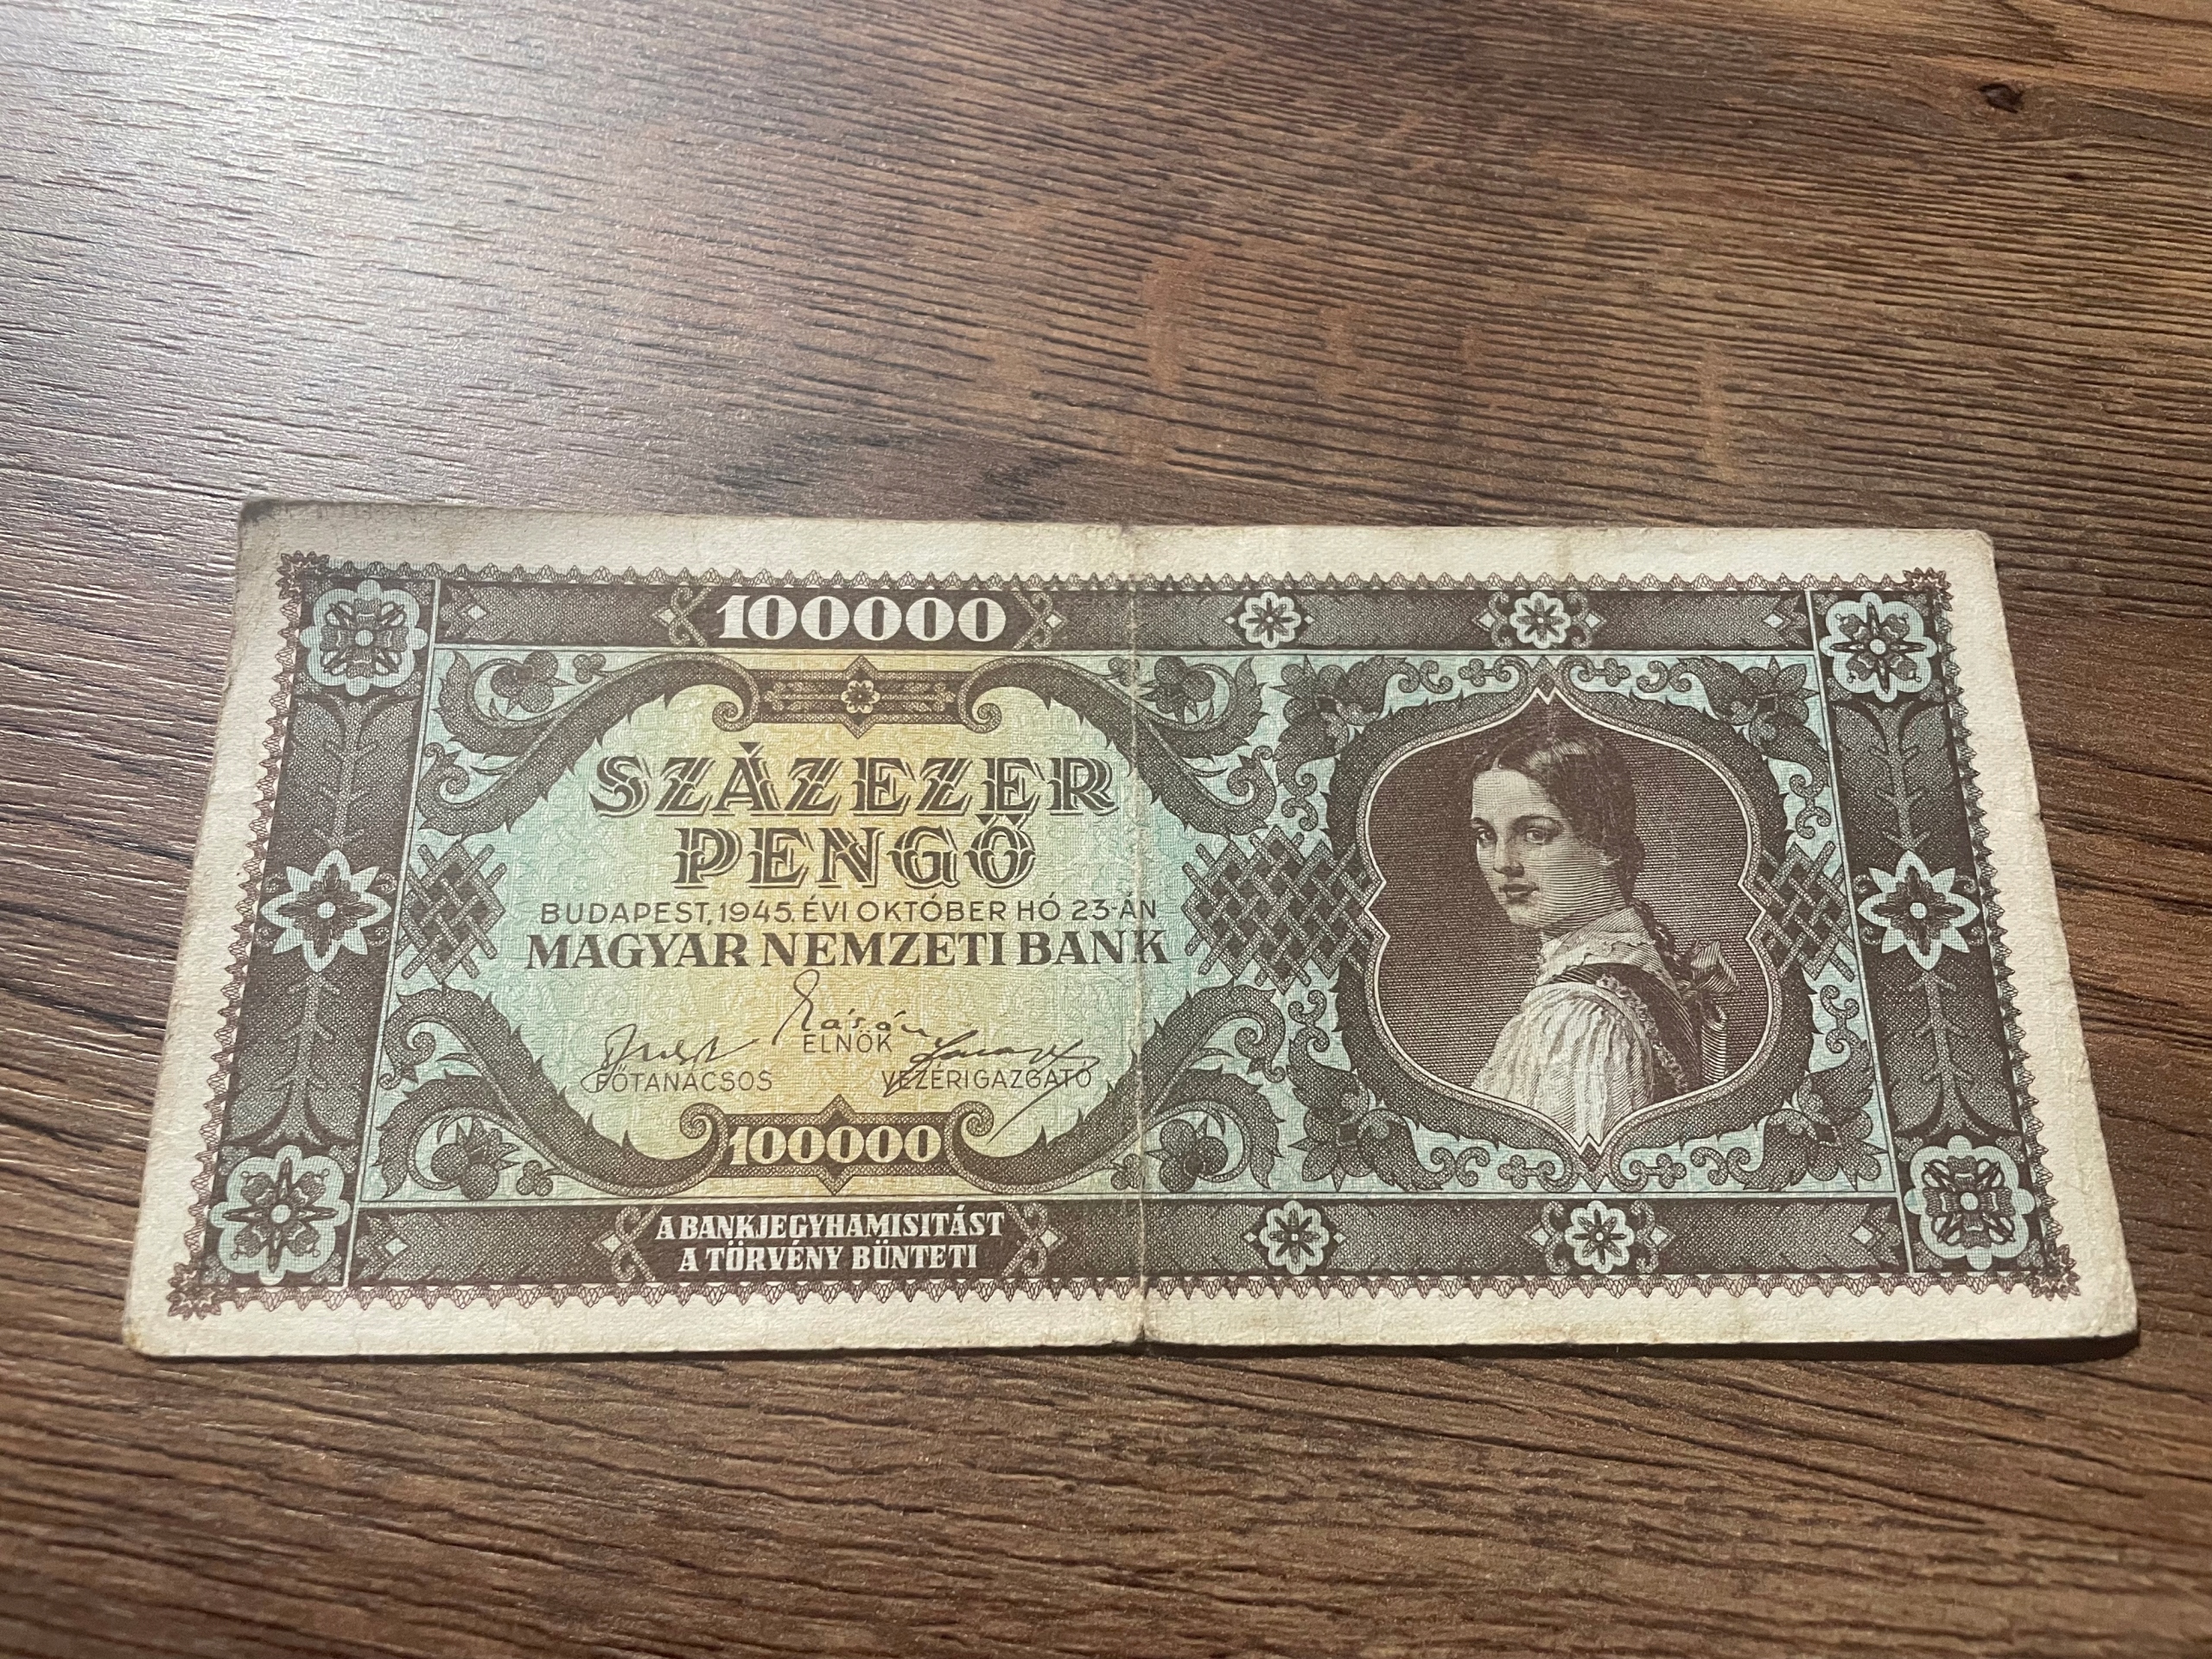 100000
SZÁZEZER
PENGŐ
BUDAPEST, 1945. ÉVI OKTÓBER HÓ 23-ÁN
MAGYAR NEMZETI BANK
ELNÖK
FŐTANÁCSOS VEZÉRIGAZGATÓ
100000
A BANKJEGYHAMISITÁST
A TÖRVÉNY BÜNTETI